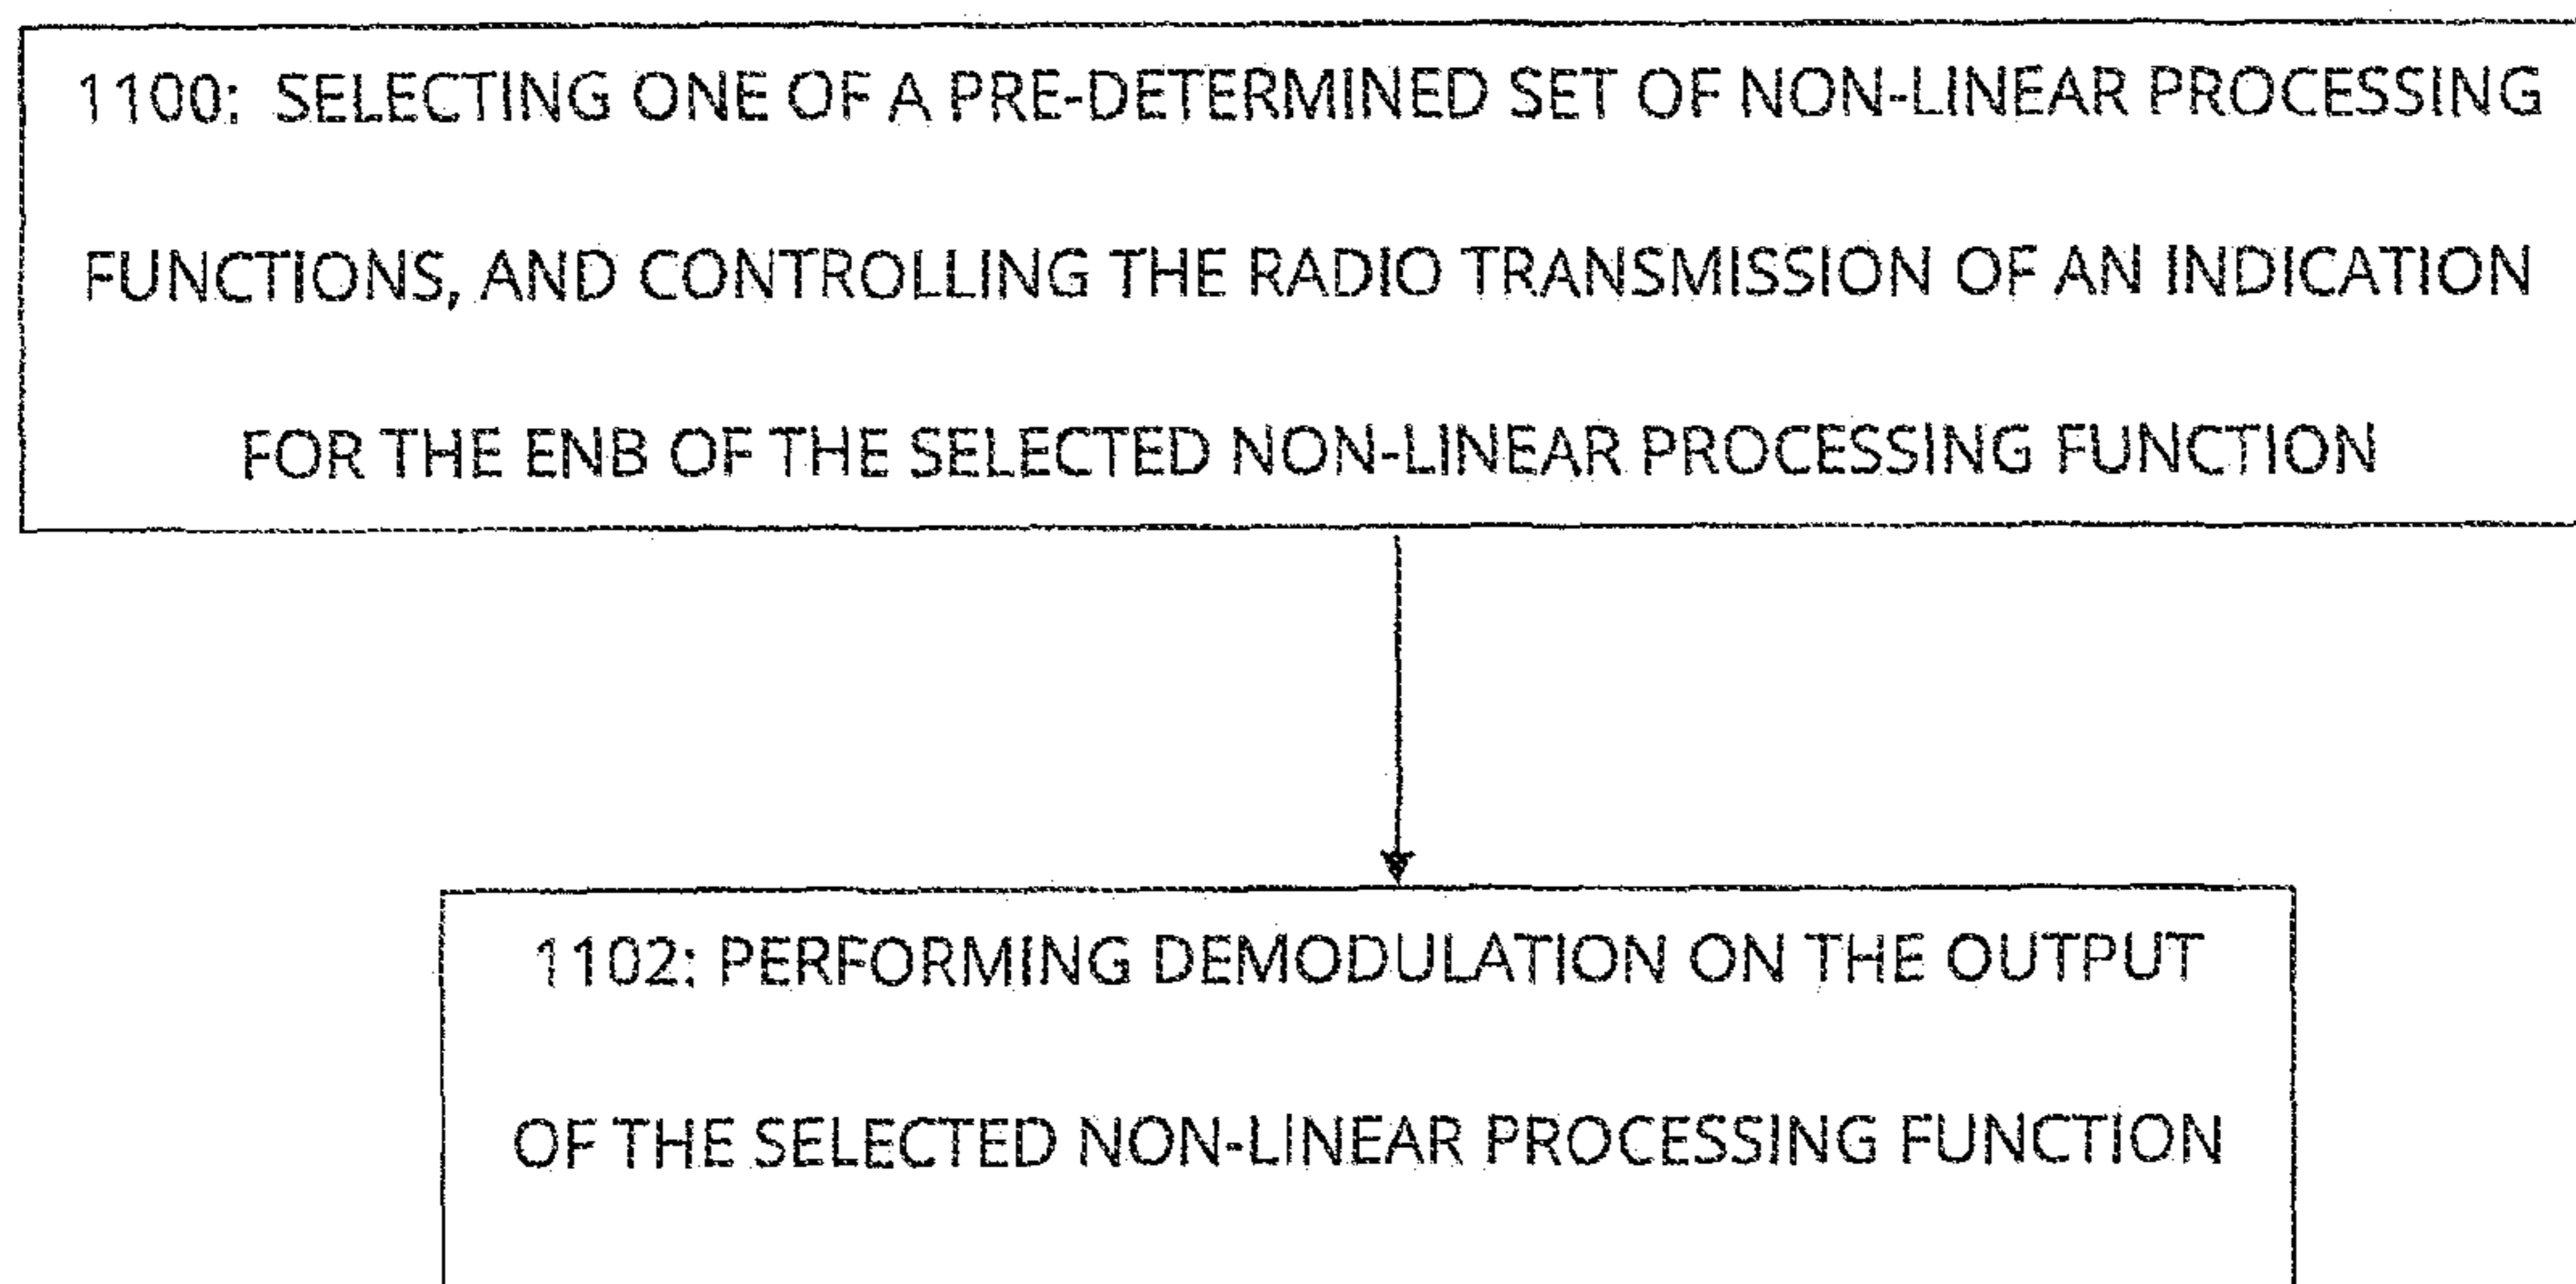 1100: SELECTING ONE OF A PRE-DETERMINED SET OF NON-LINEAR PROCESSING
FUNCTIONS, AND CONTROLLING THE RADIO TRANSMISSION OF AN INDICATION
FOR THE ENB OF THE SELECTED NON-LINEAR PROCESSING FUNCTION
1102: PERFORMING DEMODULATION ON THE OUTPUT
OF THE SELECTED NON-LINEAR PROCESSING FUNCTION